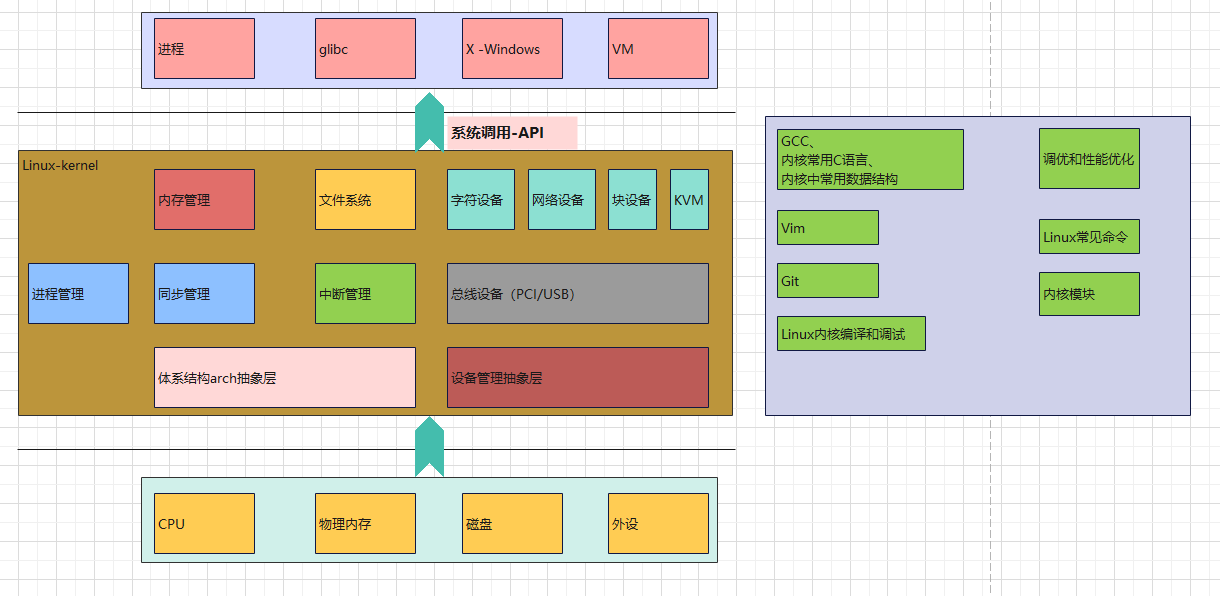 进程
glibc
X -Windows
VM
系统调用-API
Linux-kernel
内存管理
文件系统
字符设备
网络设备
块设备
KVM
进程管理
同步管理
中断管理
总线设备（PCI/USB）
体系结构arch抽象层
设备管理抽象层
CPU
物理内存
磁盘
外设
GCC、
内核常用C语言、
内核中常用数据结构
Vim
Git
Linux内核编译和调试
调优和性能优化
Linux常见命令
内核模块